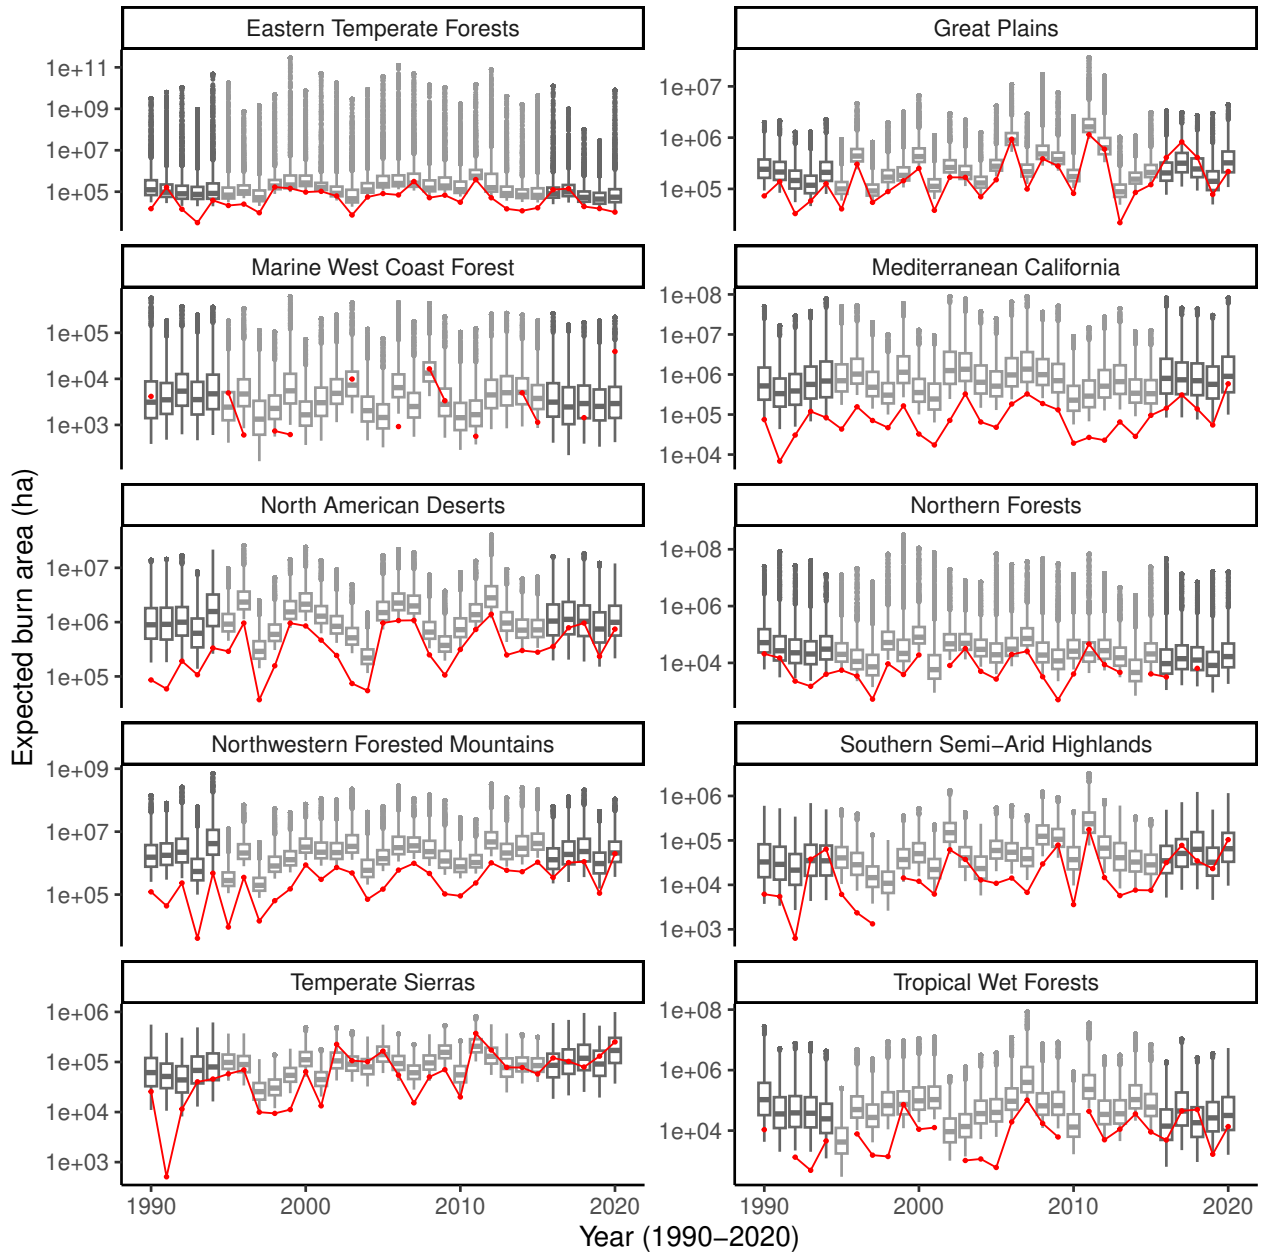 Eastern Temperate Forests
Great Plains
1e+11
1e+09
1e+07
1e+05
1e+07
1e+06
1e+05
Marine West Coast Forest
Mediterranean California
1e+05
1e+04
1e+03
1e+08
1e+07
1e+06
1e+05
1e+04
North American Deserts
Northern Forests
1e+07
1e+06
1e+05
1e+08
1e+06
1e+04
Northwestern Forested Mountains
Southern Semi−Arid Highlands
1e+09
1e+07
1e+05
1e+06
1e+05
1e+04
1e+03
Temperate Sierras
Tropical Wet Forests
1e+06
1e+05
1e+04
1e+03
1e+08
1e+06
1e+04
1990
2000
2010
2020
1990
2000
2010
2020
Year (1990−2020)
Expected burn area (ha)